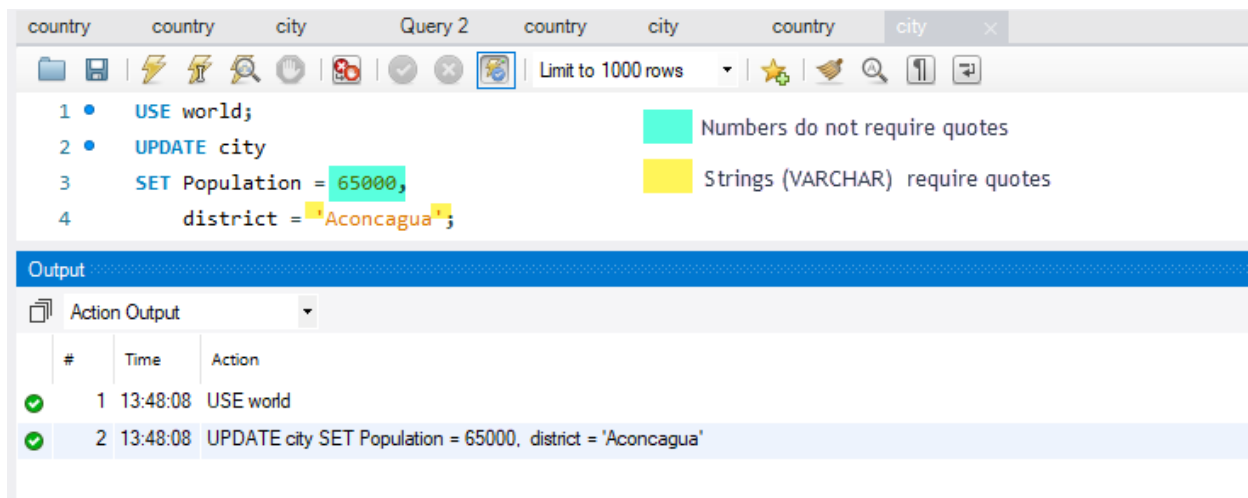 country country city Query 2 country city country city
Limit to 1000 rows
1 USE world;
2 UPDATE city
3 SET Population = 65000,
4 district = 'Aconcagua';
Numbers do not require quotes
Strings (VARCHAR) require quotes
Output
Action Output
# Time Action
1 13:48:08 USE world
2 13:48:08 UPDATE city SET Population = 65000, district = 'Aconcagua'